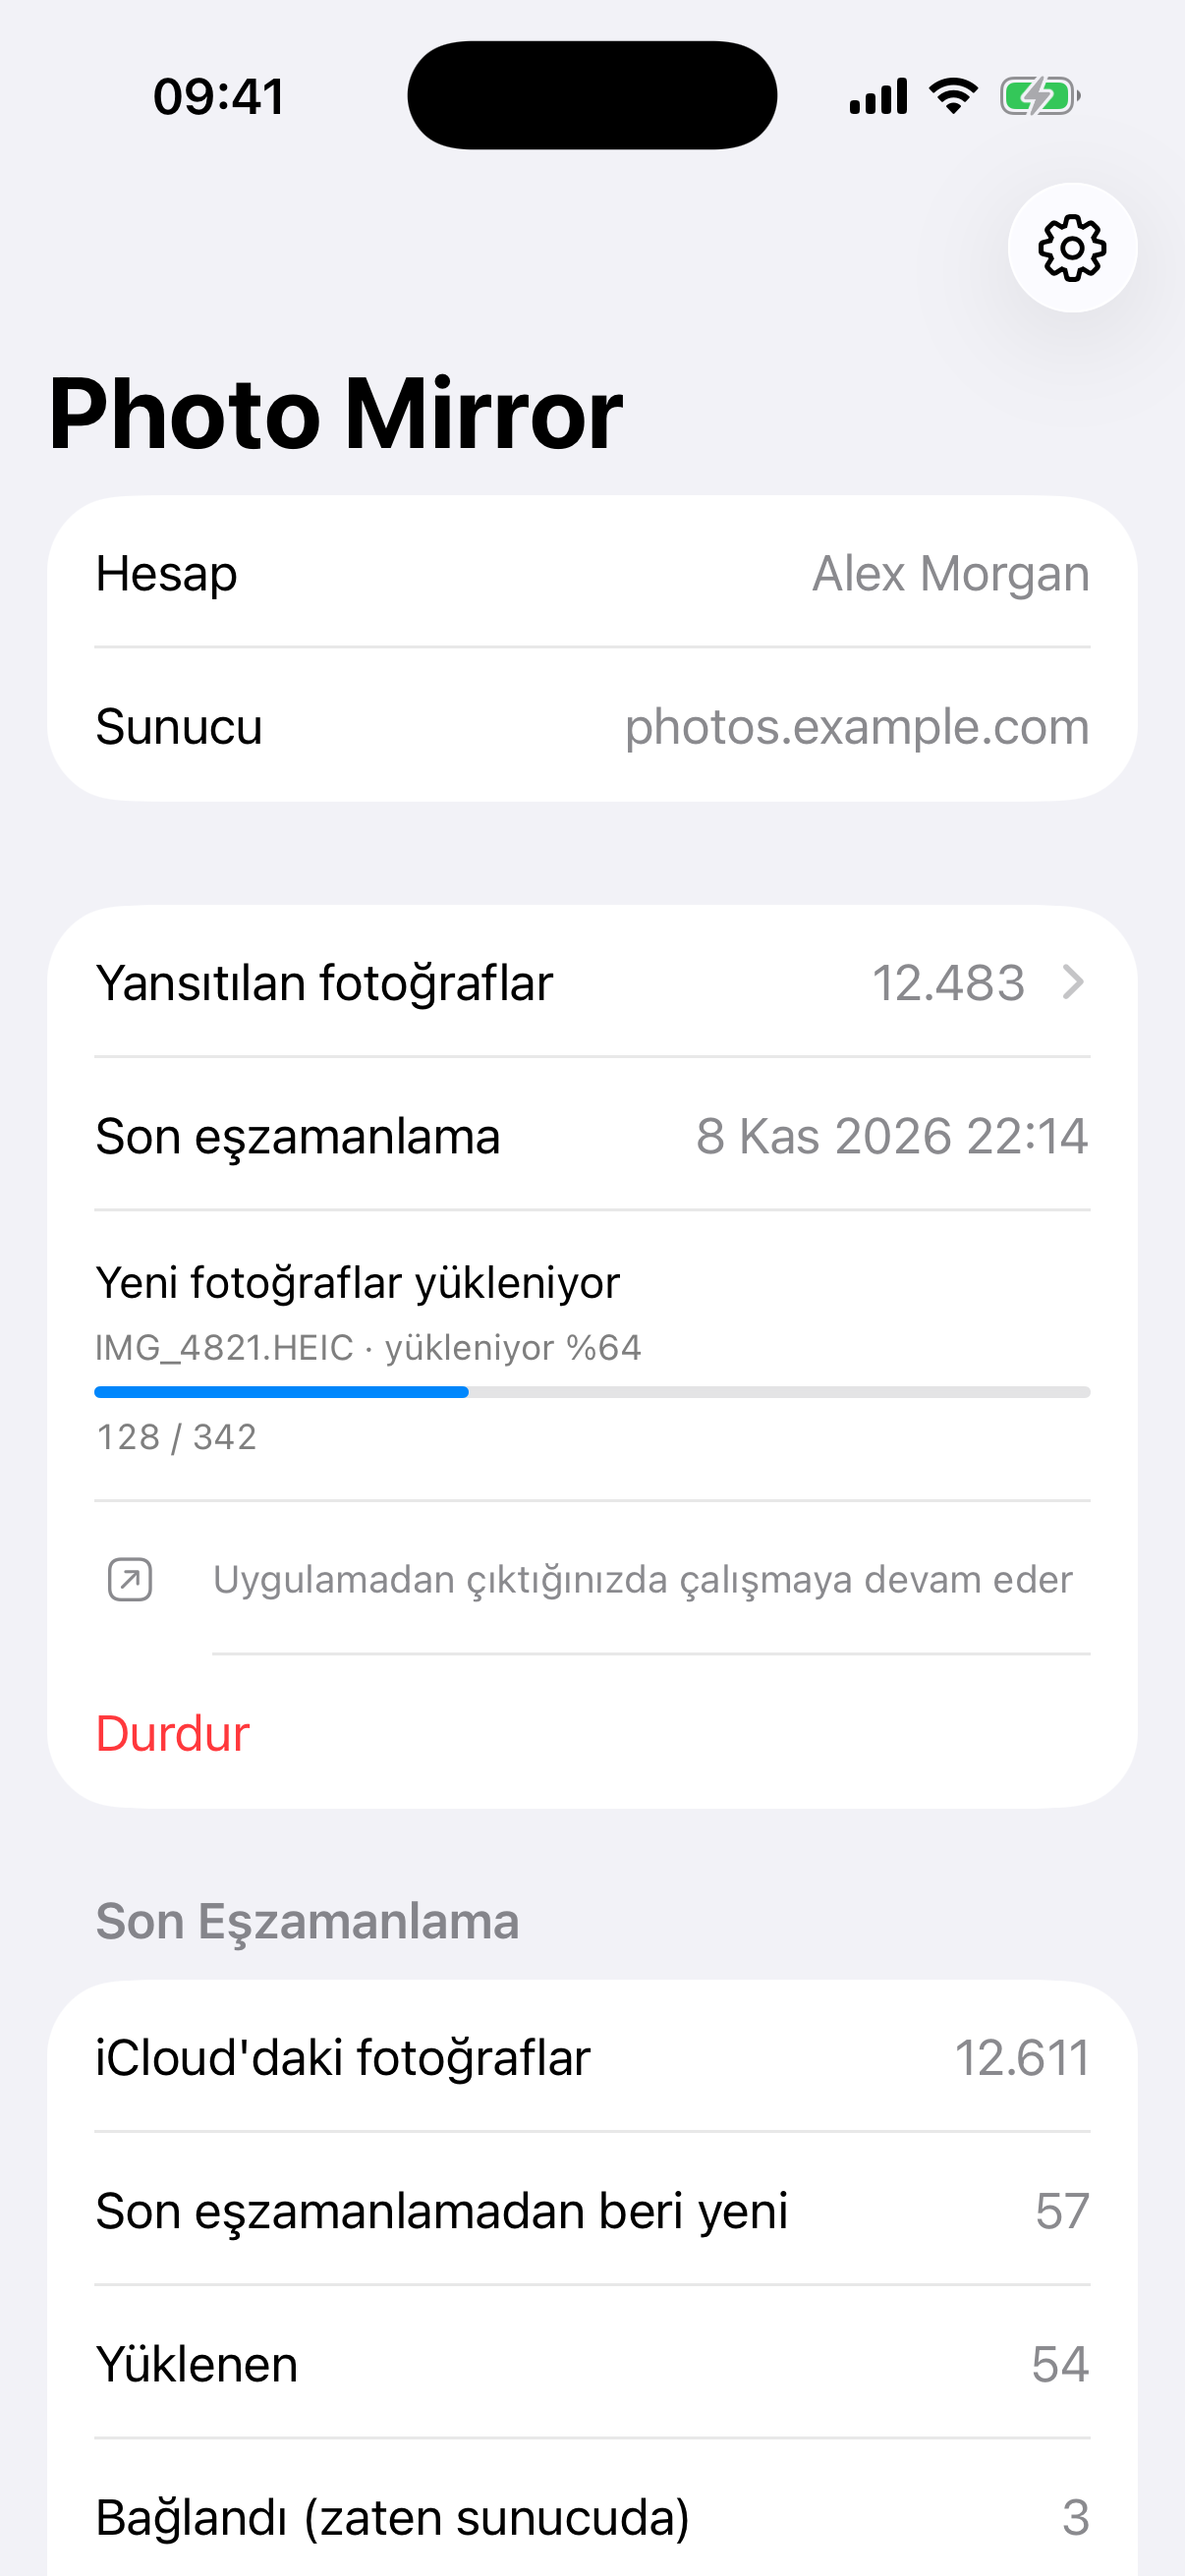 09:41
Photo Mirror
Hesap Alex Morgan
Sunucu photos.example.com
Yansıtılan fotoğraflar 12.483
Son eşzamanlama 8 Kas 2026 22:14
Yeni fotoğraflar yükleniyor
IMG_4821.HEIC · yükleniyor %64
128 / 342
Uygulamadan çıktığınızda çalışmaya devam eder
Durdur
Son Eşzamanlama
iCloud'daki fotoğraflar 12.611
Son eşzamanlamadan beri yeni 57
Yüklenen 54
Bağlandı (zaten sunucuda) 3